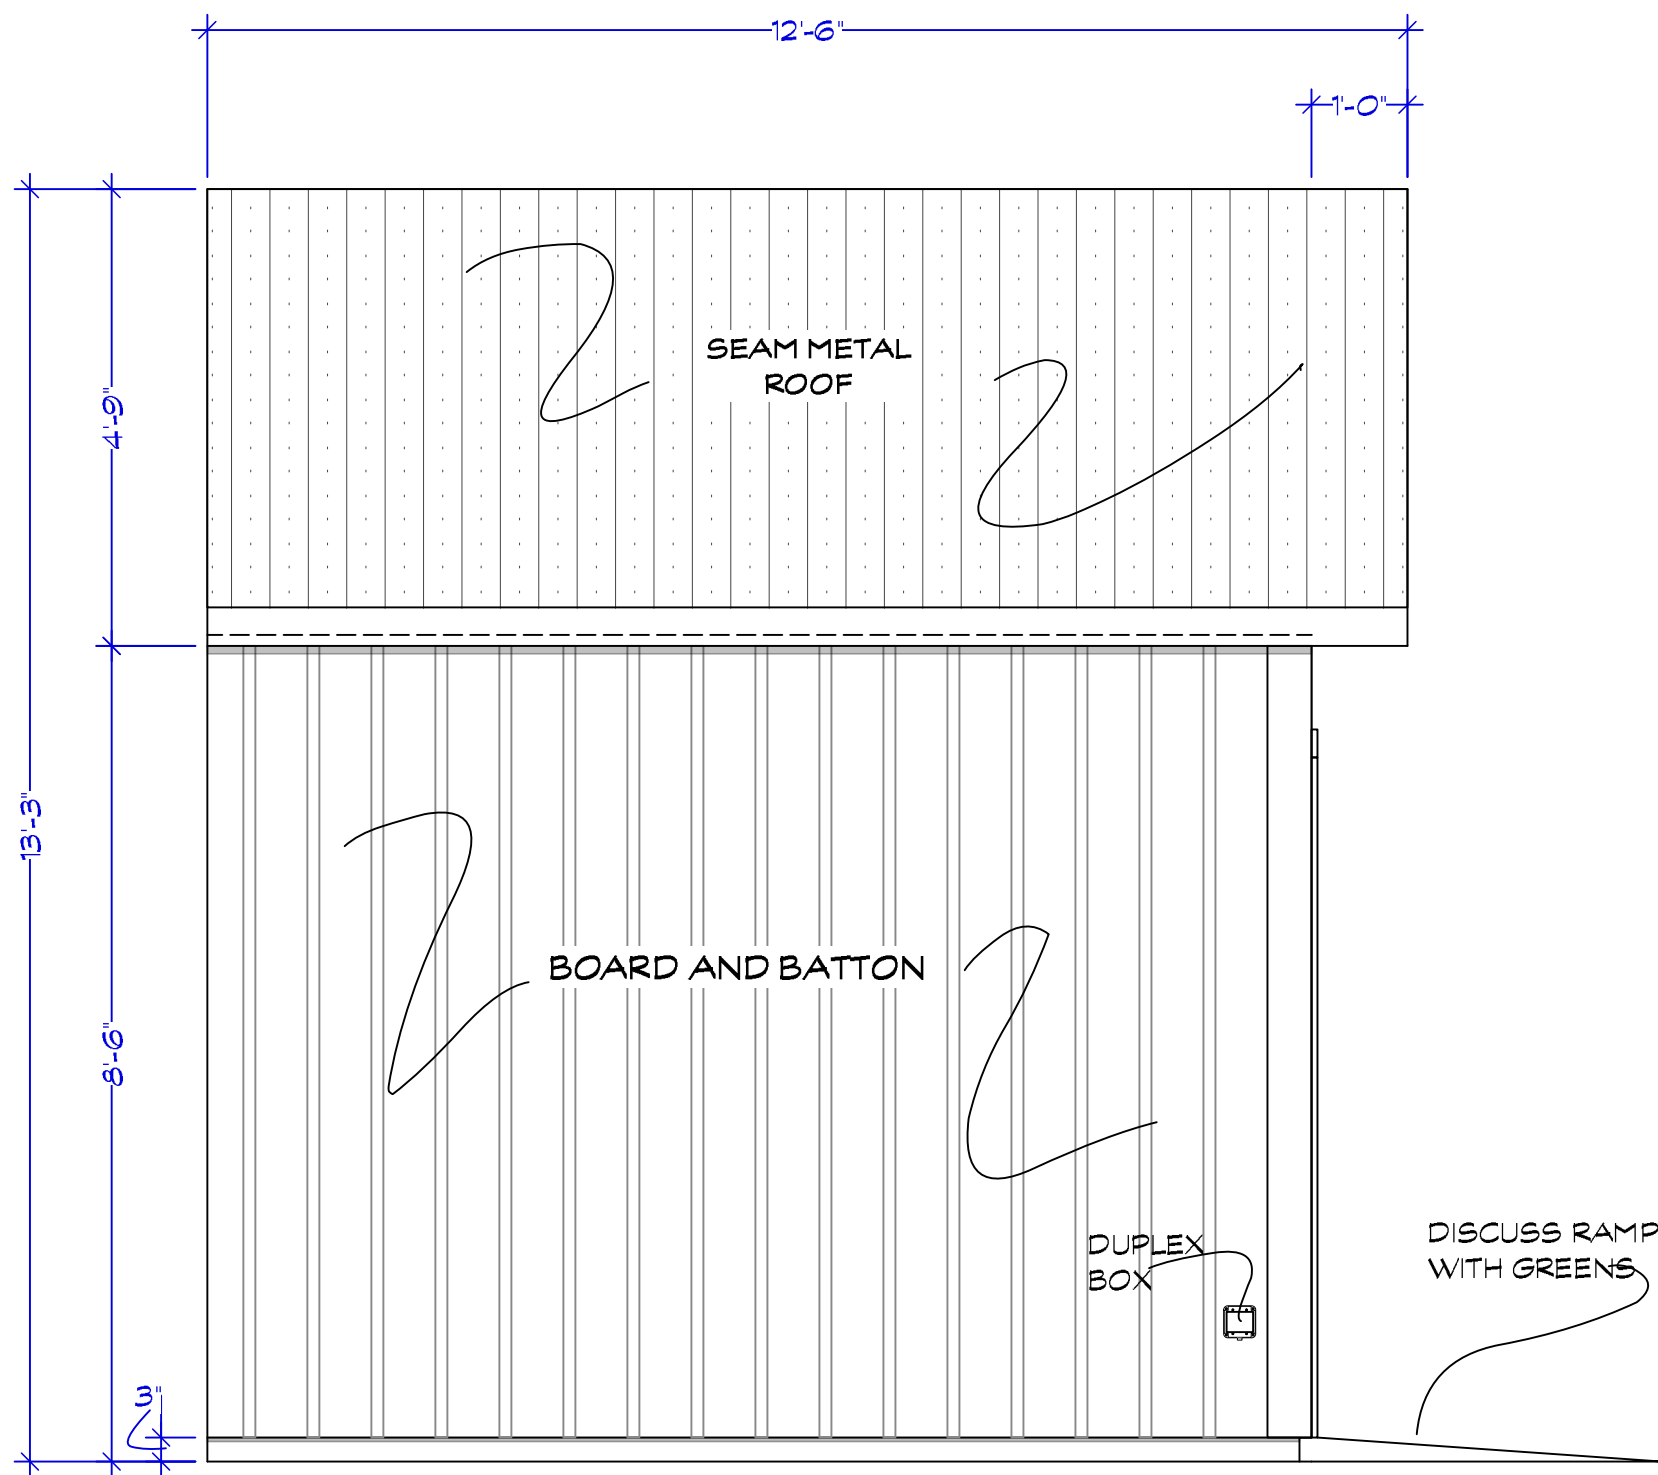 12'-6"
1'-0"
SEAM METAL
ROOF
4'-9"
13'-3"
BOARD AND BATTON
8'-6"
DUPLEX
BOX
DISCUSS RAMP
WITH GREENS
3"